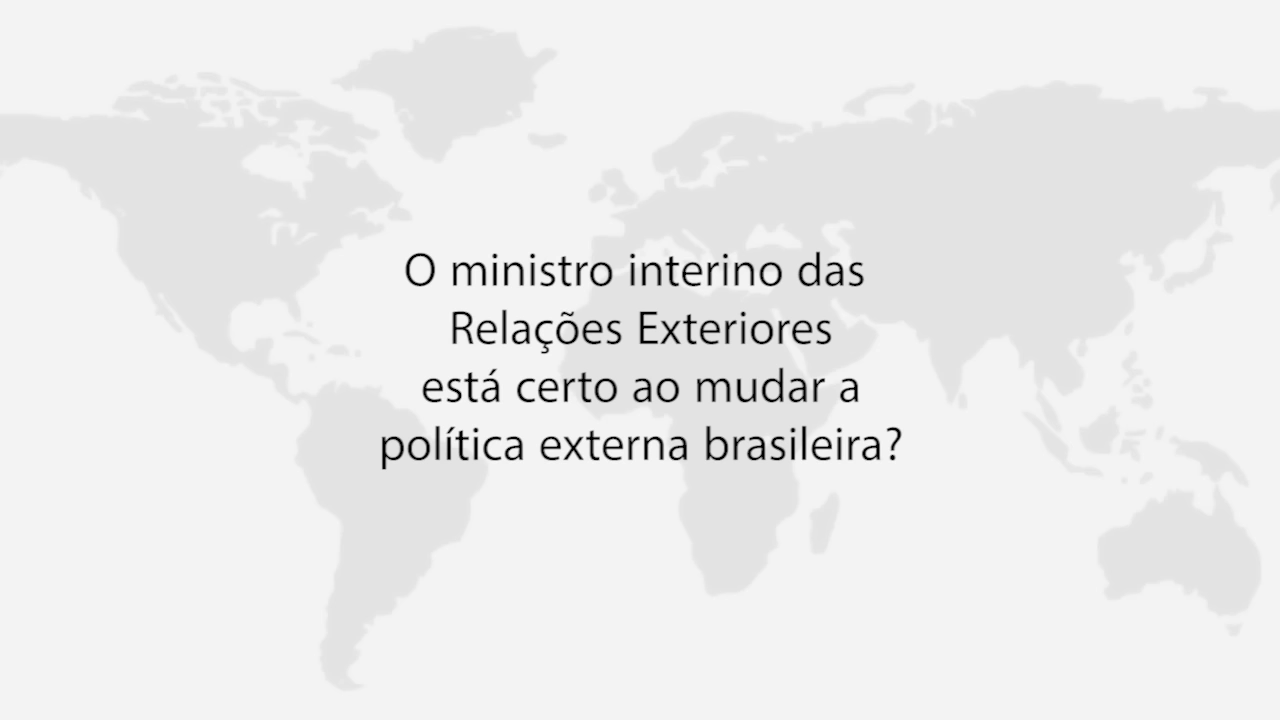 O ministro interino das
Relações Exteriores
está certo ao mudar a
política externa brasileira?